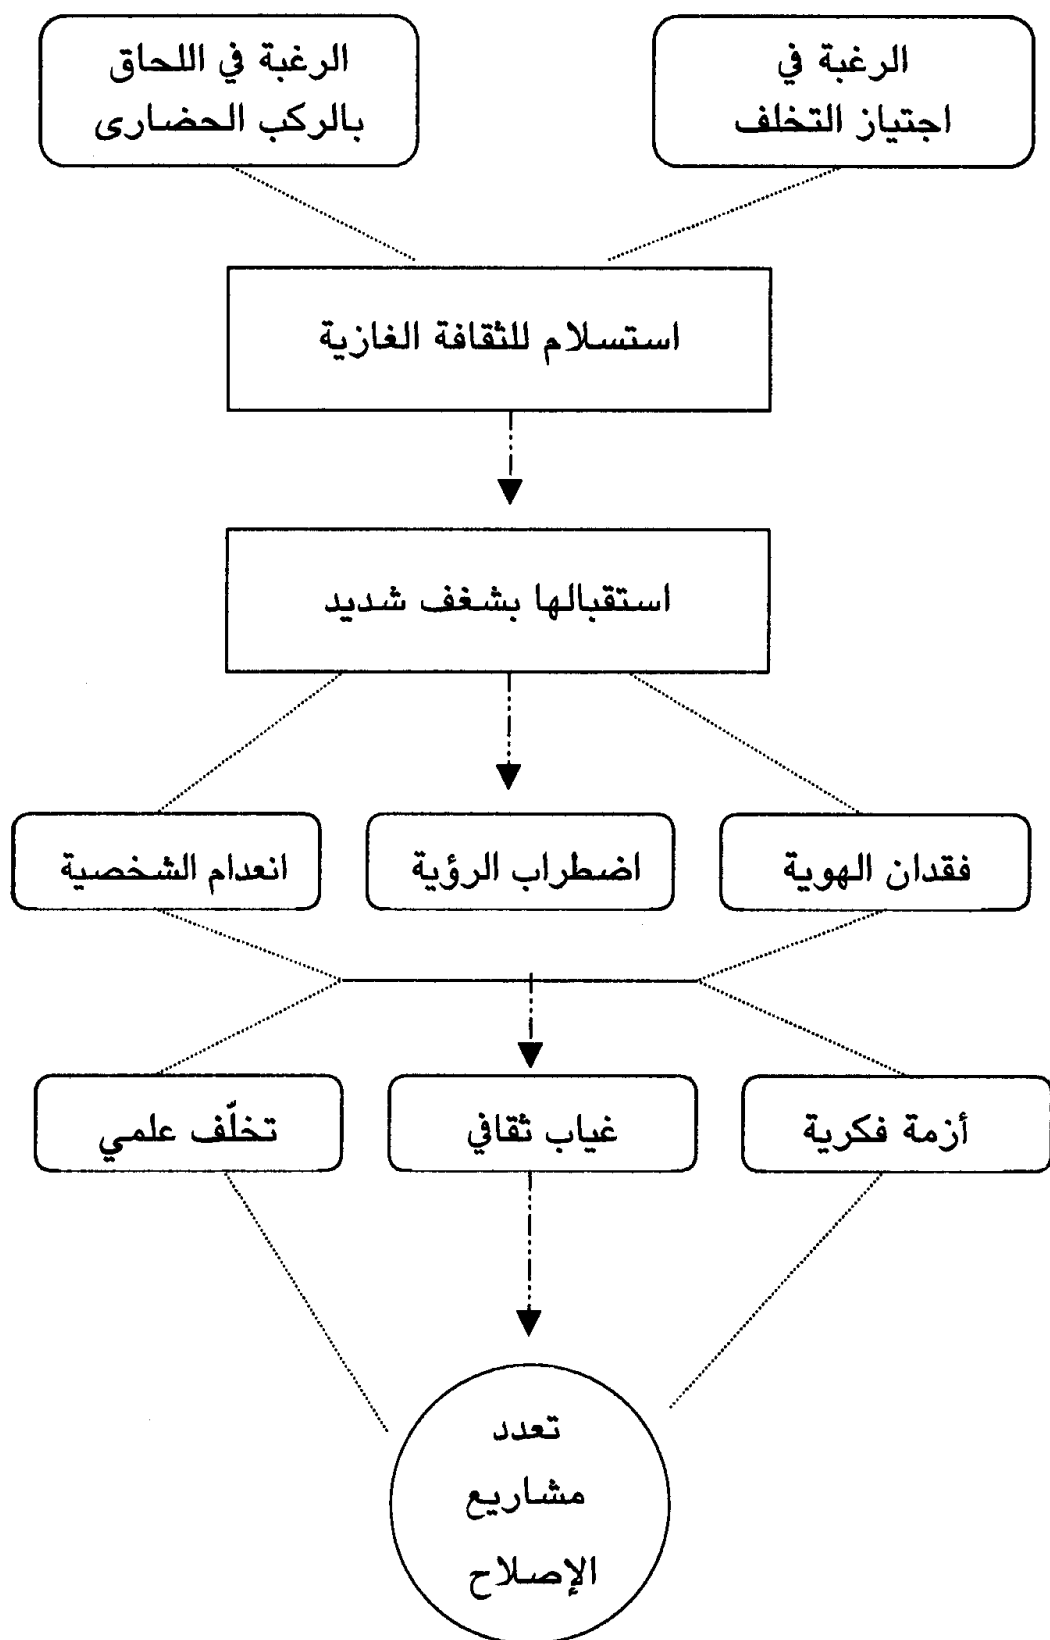 الرغبة في
اجتياز التخلف
الرغبة في اللحاق
بالركب الحضارى
استسلام للثقافة الغازية
استقبالها بشغف شديد
فقدان الهوية
اضطراب الرؤية
انعدام الشخصية
أزمة فكرية
غياب ثقافي
تخلّف علمي
تعدد
مشاريع
الإصلاح